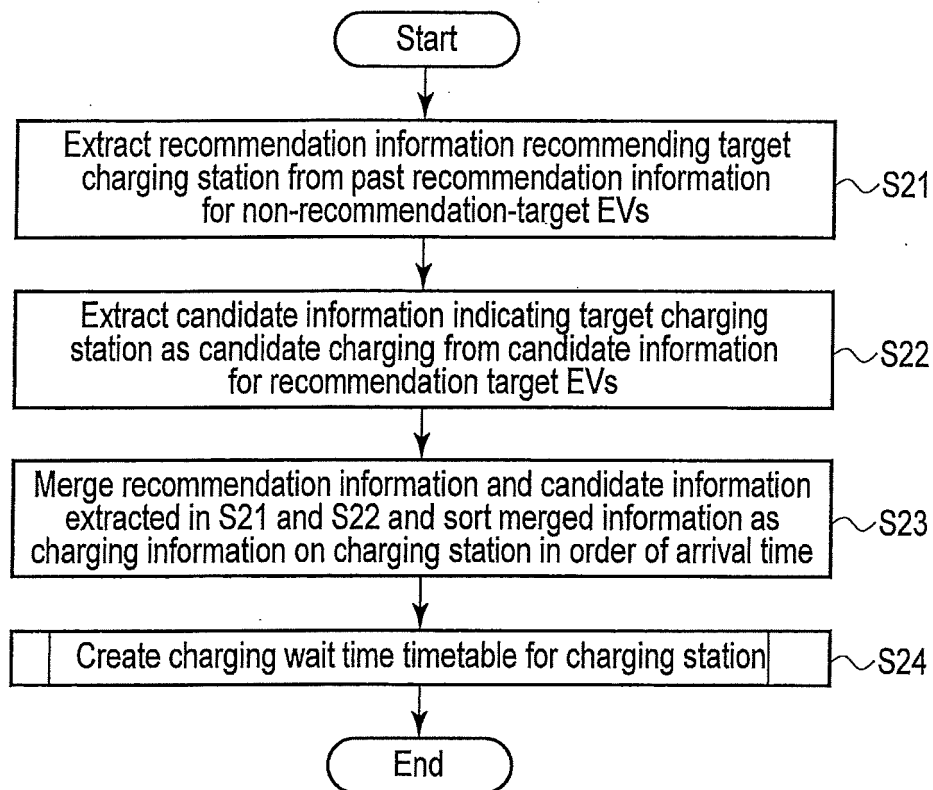 Start
Extract recommendation information recommending target
charging station from past recommendation information
for non-recommendation-target EVs
S21
Extract candidate information indicating target charging
station as candidate charging from candidate information
for recommendation target EVs
S22
Merge recommendation information and candidate information
extracted in S21 and S22 and sort merged information as
charging information on charging station in order of arrival time
S23
Create charging wait time timetable for charging station
S24
End